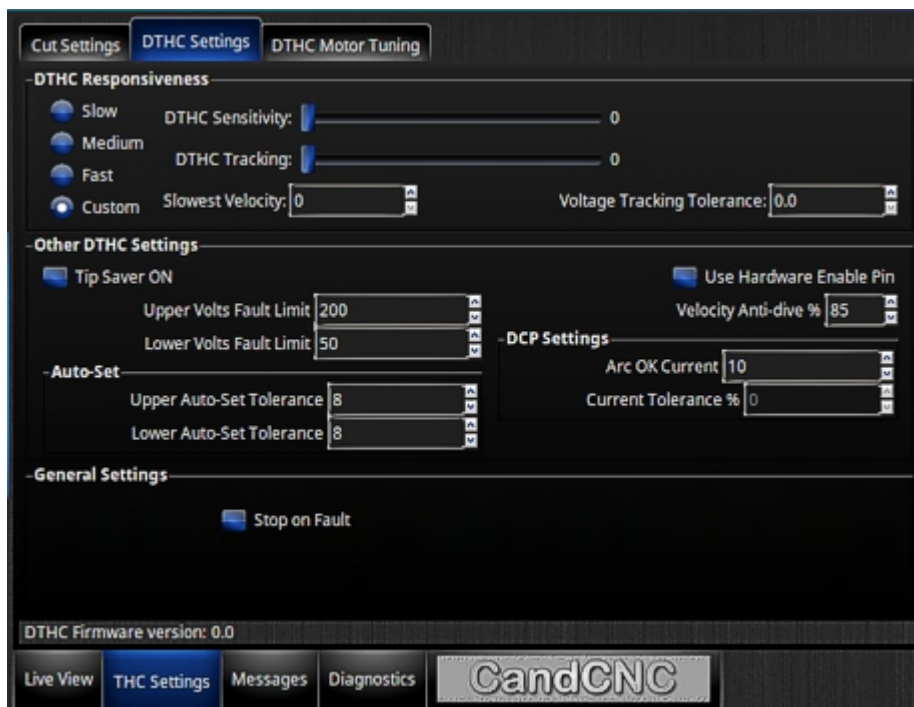 Cut Settings DTHC Settings DTHC Motor Tuning
DTHC Responsiveness
Slow
DTHC Sensitivity: 0
Medium
DTHC Tracking: 0
Fast
Custom Slowest Velocity: 0 Voltage Tracking Tolerance: 0.0
Other DTHC Settings
Tip Saver ON Use Hardware Enable Pin
Upper Volts Fault Limit 200 Velocity Anti-dive % 85
Lower Volts Fault Limit 50
DCP Settings
Arc OK Current 10
Auto-Set
Upper Auto-Set Tolerance 8 Current Tolerance % 0
Lower Auto-Set Tolerance 8
General Settings
Stop on Fault
DTHC Firmware version: 0.0
Live View THC Settings Messages Diagnostics CandCNC